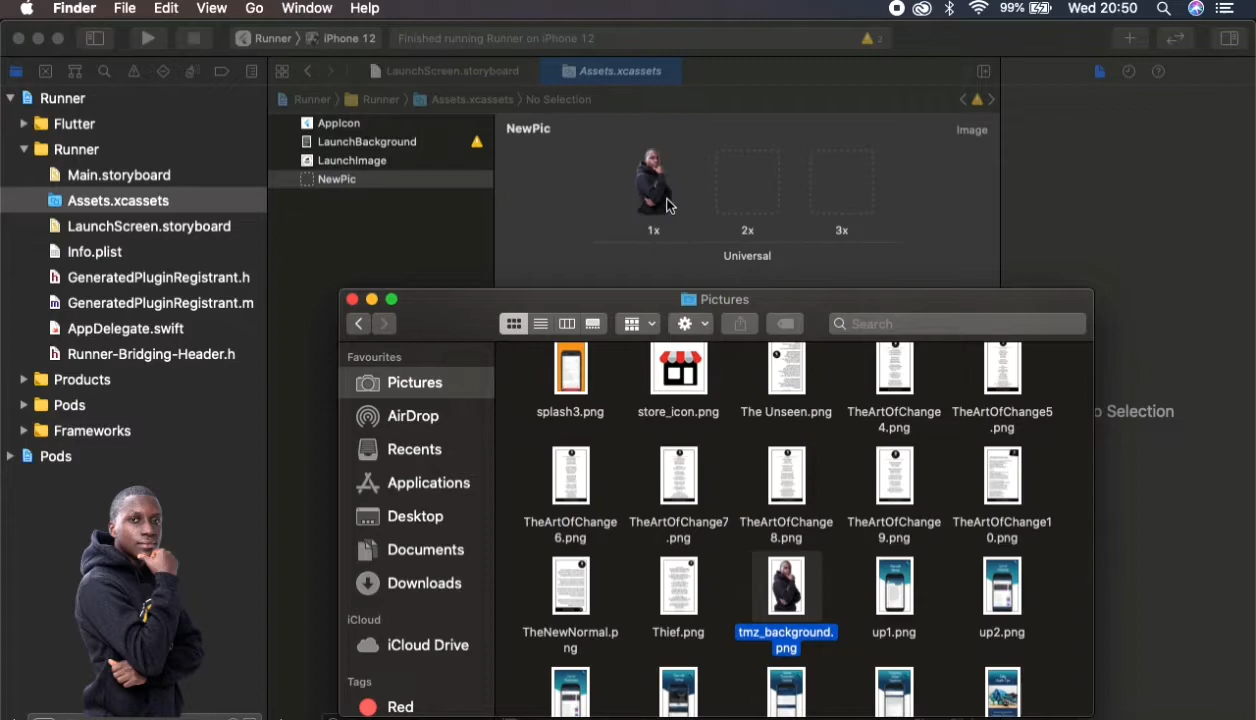 Finder File Edit View Go Window Help 99% Wed 20:50
Runner iPhone 12 Finished running Runner on iPhone 12 2
LaunchScreen.storyboard Assets.xcassets
Runner Runner Assets.xcassets No Selection
Runner
Flutter
Runner
Main.storyboard
Assets.xcassets
LaunchScreen.storyboard
Info.plist
GeneratedPluginRegistrant.h
GeneratedPluginRegistrant.m
AppDelegate.swift
Runner-Bridging-Header.h
Products
Pods
Frameworks
Pods
AppIcon
LaunchBackground
LaunchImage
NewPic
NewPic Image
1x 2x 3x
Universal
o Selection
Pictures
Search
Favourites
Pictures
AirDrop
Recents
Applications
Desktop
Documents
Downloads
iCloud
iCloud Drive
Tags
Red
splash3.png
store_icon.png
The Unseen.png
TheArtOfChange
4.png
TheArtOfChange5
.png
TheArtOfChange
6.png
TheArtOfChange7
.png
TheArtOfChange
8.png
TheArtOfChange
9.png
TheArtOfChange1
0.png
TheNewNormal.p
ng
Thief.png
tmz_background.
png
up1.png
up2.png